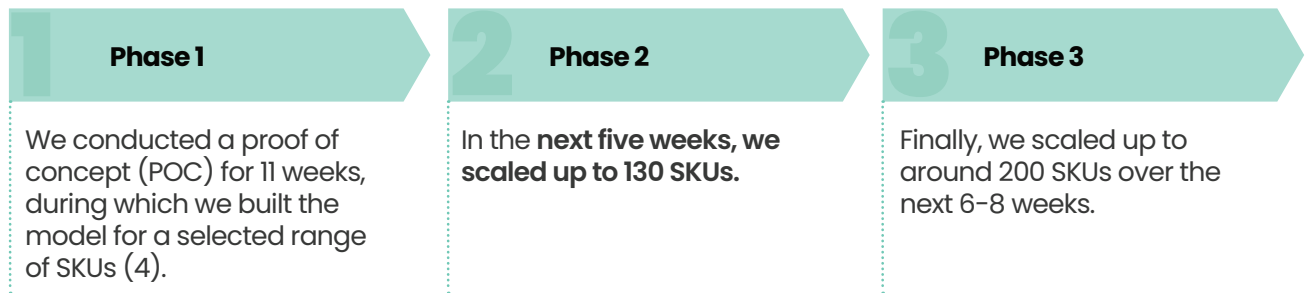 1
Phase 1
We conducted a proof of
concept (POC) for 11 weeks,
during which we built the
model for a selected range
of SKUs (4).
2
Phase 2
In the next five weeks, we
scaled up to 130 SKUs.
3
Phase 3
Finally, we scaled up to
around 200 SKUs over the
next 6-8 weeks.